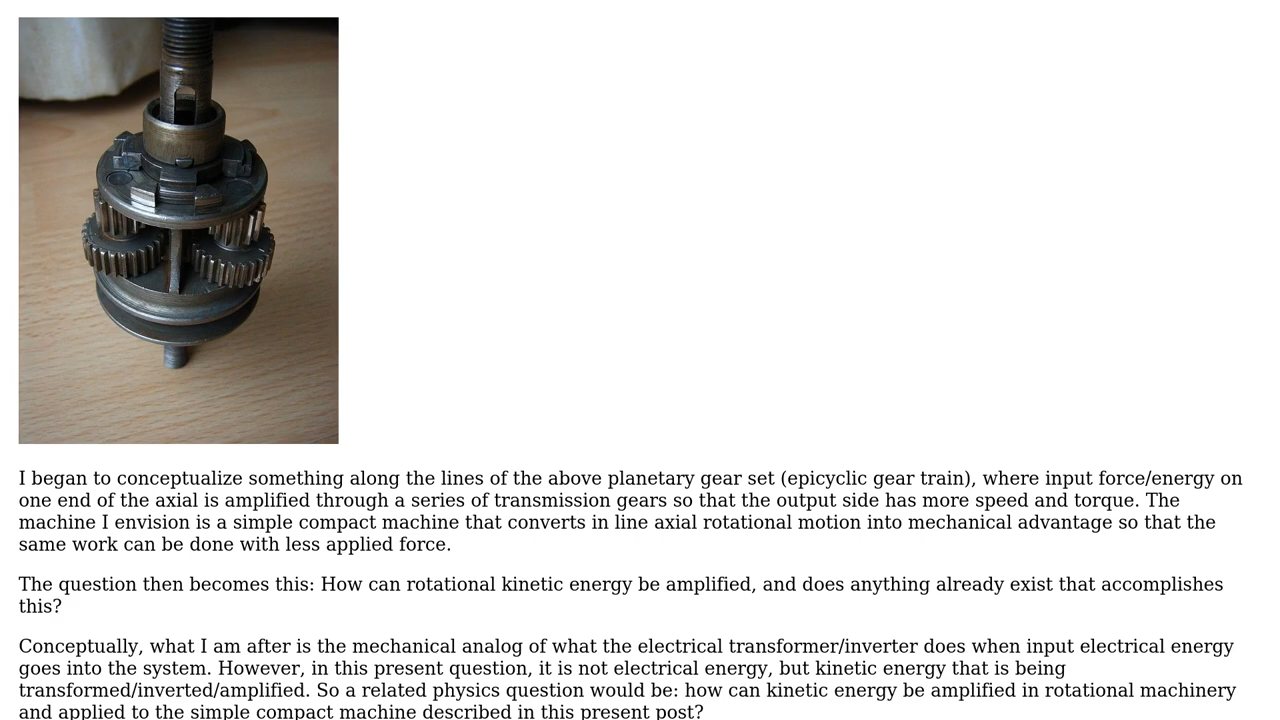 I began to conceptualize something along the lines of the above planetary gear set (epicyclic gear train), where input force/energy on
one end of the axial is amplified through a series of transmission gears so that the output side has more speed and torque. The
machine I envision is a simple compact machine that converts in line axial rotational motion into mechanical advantage so that the
same work can be done with less applied force.
The question then becomes this: How can rotational kinetic energy be amplified, and does anything already exist that accomplishes
this?
Conceptually, what I am after is the mechanical analog of what the electrical transformer/inverter does when input electrical energy
goes into the system. However, in this present question, it is not electrical energy, but kinetic energy that is being
transformed/inverted/amplified. So a related physics question would be: how can kinetic energy be amplified in rotational machinery
and applied to the simple compact machine described in this present post?